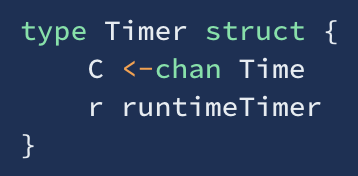 type Timer struct {
    C <-chan Time
    r runtimeTimer
}